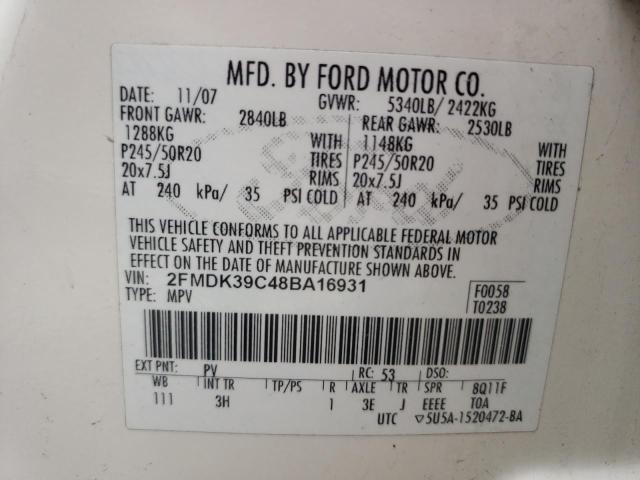 MFD. BY FORD MOTOR CO.
DATE: 11/07 GVWR: 5340LB/ 2422KG
FRONT GAWR: 2840LB REAR GAWR: 2530LB
1288KG WITH 1148KG WITH
P245/50R20 TIRES P245/50R20 TIRES
20x7.5J RIMS 20x7.5J RIMS
AT 240 kPa/ 35 PSI COLD AT 240 kPa/ 35 PSI COLD
THIS VEHICLE CONFORMS TO ALL APPLICABLE FEDERAL MOTOR
VEHICLE SAFETY AND THEFT PREVENTION STANDARDS IN
EFFECT ON THE DATE OF MANUFACTURE SHOWN ABOVE.
VIN: 2FMDK39C48BA16931 F0058
TYPE: MPV T0238
EXT PNT: PV RC: 53 DSO:
WB INT TR TP/PS R AXLE TR SPR 8Q11F
111 3H 1 3E J EEEE T0A
UTC ▽5U5A-1520472-BA